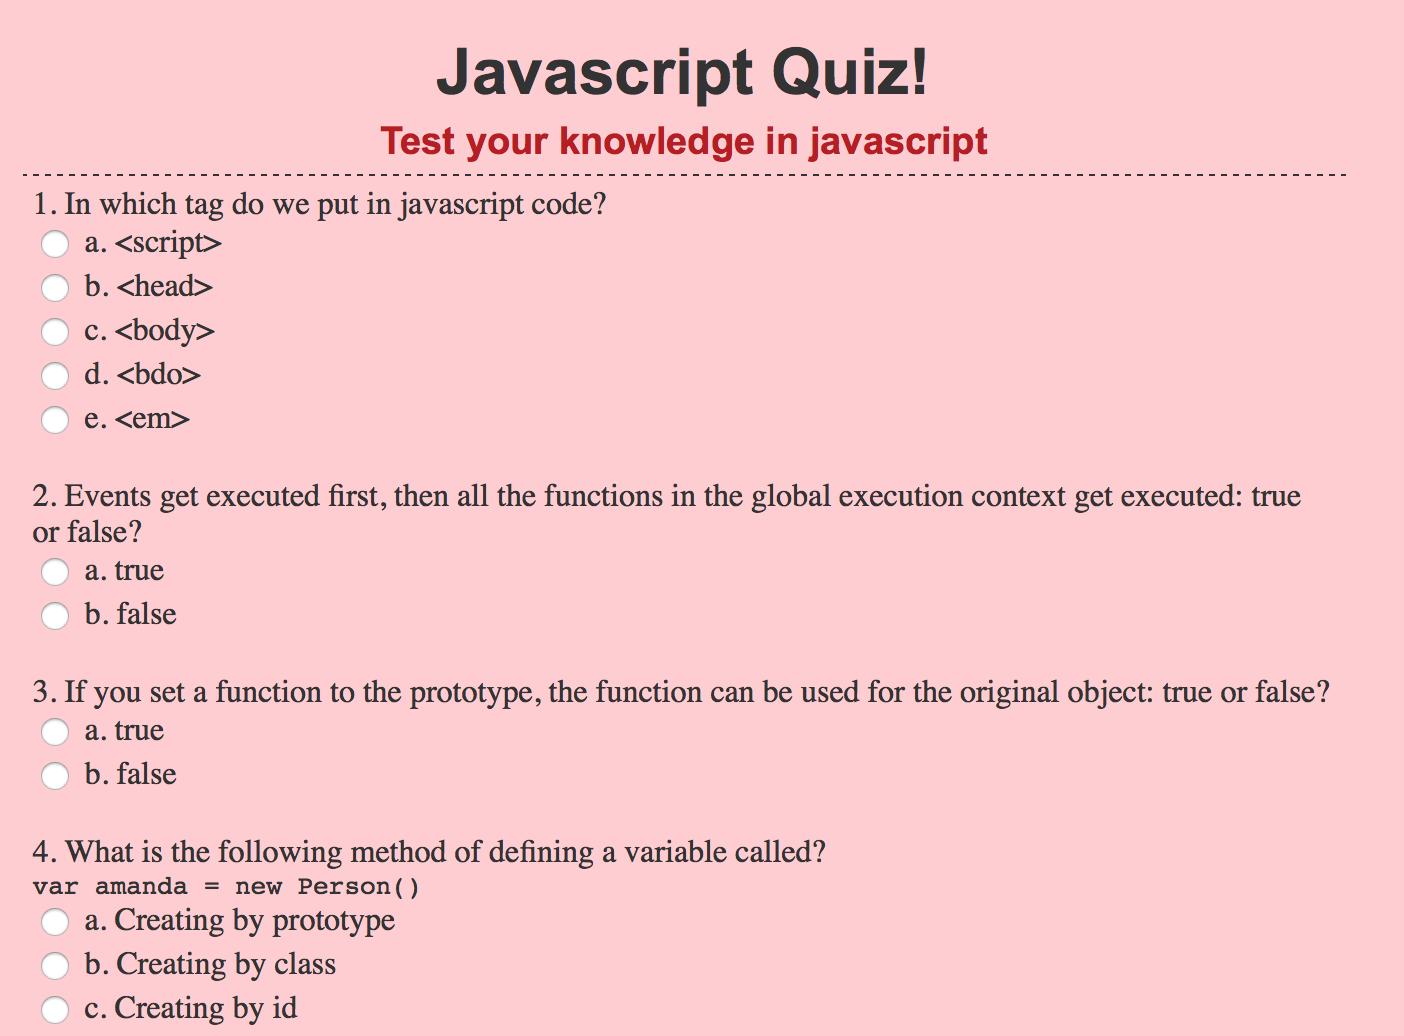 Javascript Quiz!
Test your knowledge in javascript
1. In which tag do we put in javascript code?
a. <script>
b. <head>
c. <body>
d. <bdo>
e. <em>
2. Events get executed first, then all the functions in the global execution context get executed: true
or false?
a. true
b. false
3. If you set a function to the prototype, the function can be used for the original object: true or false?
a. true
b. false
4. What is the following method of defining a variable called?
var amanda = new Person()
a. Creating by prototype
b. Creating by class
c. Creating by id